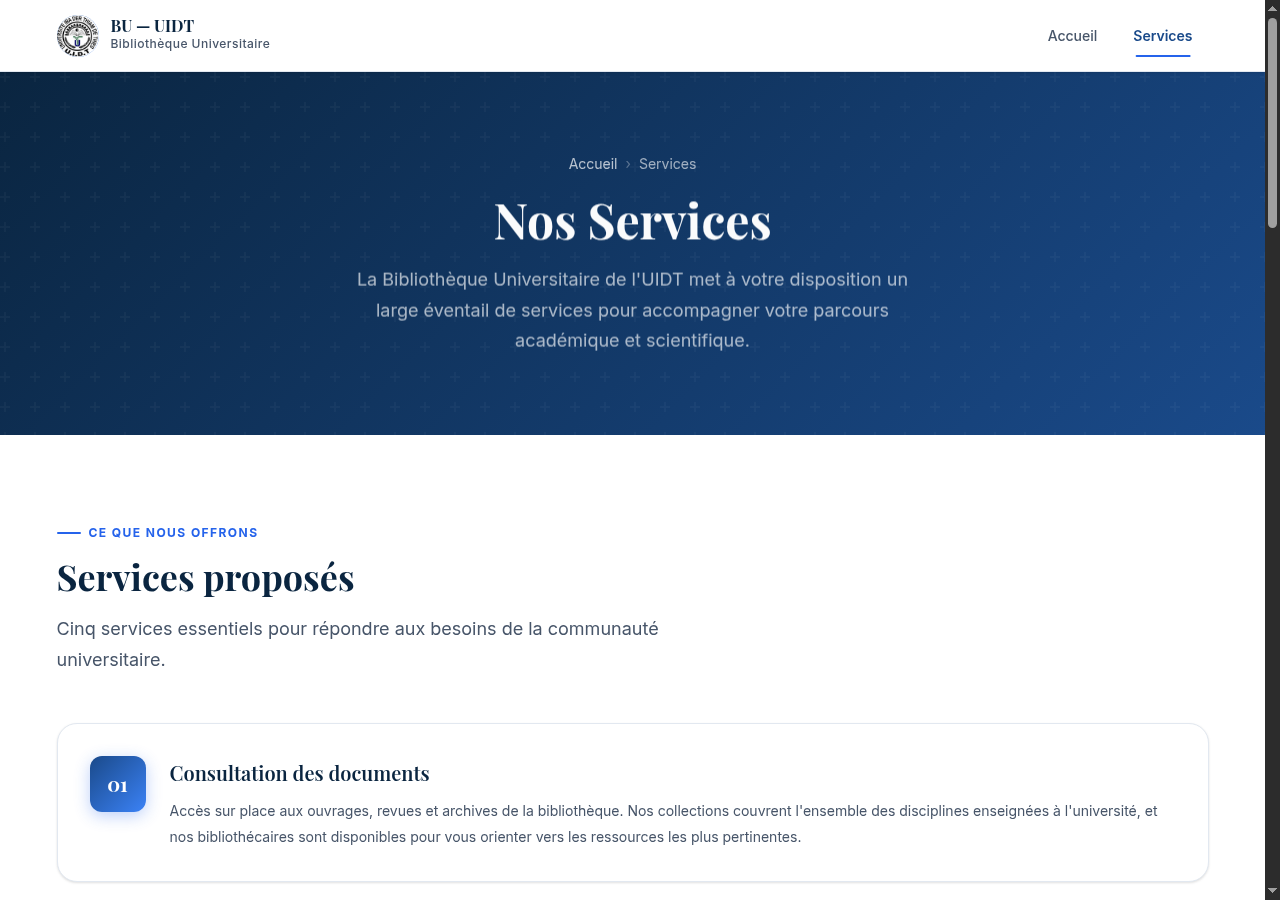 BU — UIDT
Bibliothèque Universitaire
Accueil
Services
Accueil › Services
Nos Services
La Bibliothèque Universitaire de l'UIDT met à votre disposition un
large éventail de services pour accompagner votre parcours
académique et scientifique.
CE QUE NOUS OFFRONS
Services proposés
Cinq services essentiels pour répondre aux besoins de la communauté
universitaire.
01
Consultation des documents
Accès sur place aux ouvrages, revues et archives de la bibliothèque. Nos collections couvrent l'ensemble des disciplines enseignées à l'université, et
nos bibliothécaires sont disponibles pour vous orienter vers les ressources les plus pertinentes.